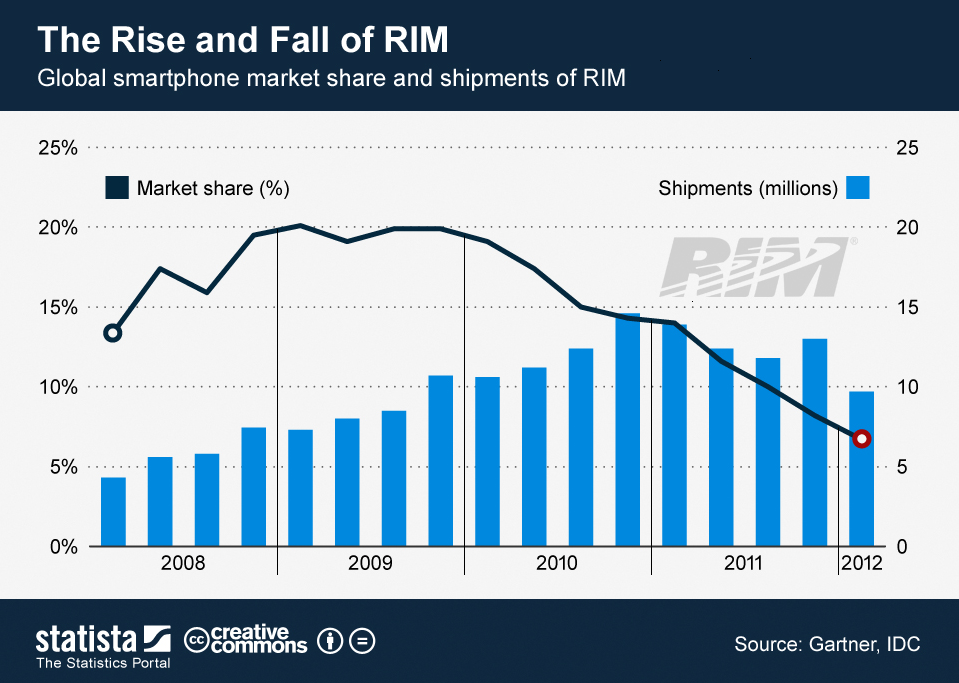 The Rise and Fall of RIM
Global smartphone market share and shipments of RIM
25% 25
Market share (%) Shipments (millions)
20% 20
RIM®
15% 15
10% 10
5% 5
0% 0
2008 2009 2010 2011 2012
statista
The Statistics Portal
cc creative
commons
=
Source: Gartner, IDC